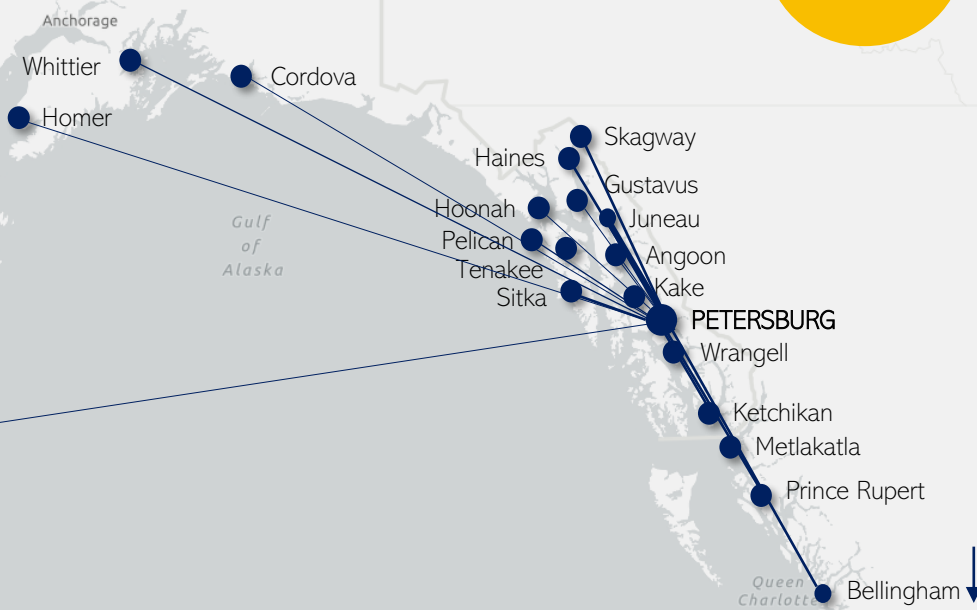 Anchorage
Whittier
Cordova
Homer
Skagway
Haines
Gustavus
Hoonah
Juneau
Gulf
of
Alaska
Pelican
Angoon
Tenakee
Kake
Sitka
PETERSBURG
Wrangell
Ketchikan
Metlakatla
Prince Rupert
Queen
Charlotte
Bellingham